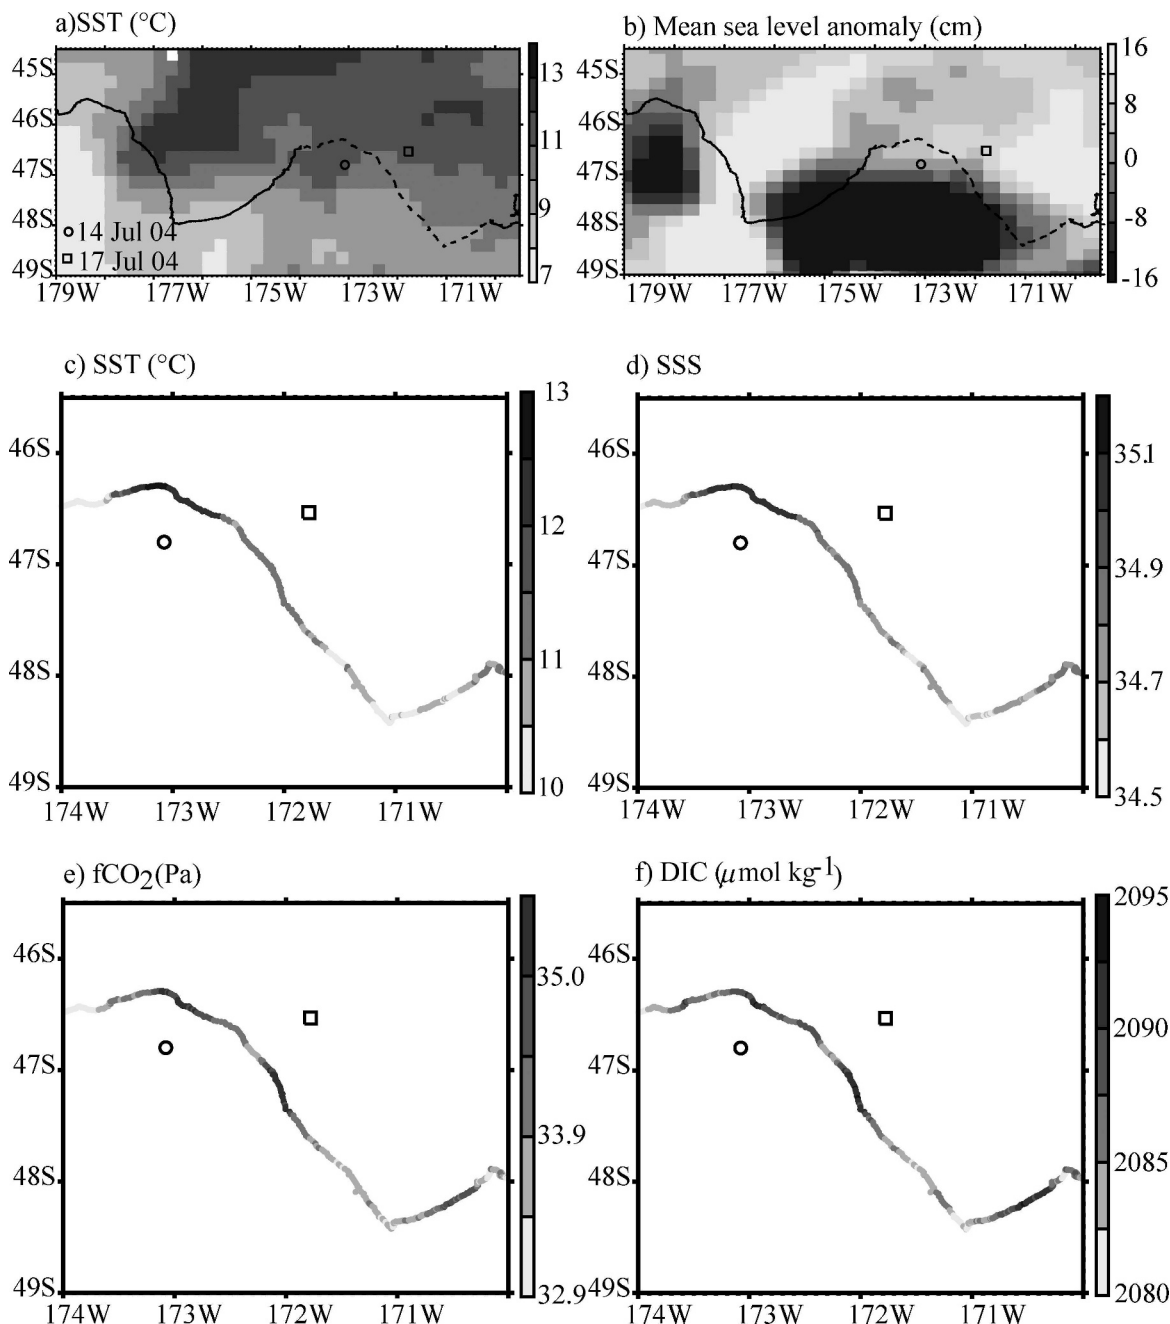 a)SST (°C)
b) Mean sea level anomaly (cm)
45S
46S
47S
48S
49S
14 Jul 04
17 Jul 04
179W 177W 175W 173W 171W
13
11
9
7
45S
46S
47S
48S
49S
179W 177W 175W 173W 171W
16
8
0
-8
-16
c) SST (°C)
46S
47S
48S
49S
174W 173W 172W 171W
13
12
11
10
d) SSS
46S
47S
48S
49S
174W 173W 172W 171W
35.1
34.9
34.7
34.5
e) fCO₂(Pa)
46S
47S
48S
49S
174W 173W 172W 171W
35.0
33.9
32.9
f) DIC (μmol kg⁻¹)
46S
47S
48S
49S
174W 173W 172W 171W
2095
2090
2085
2080